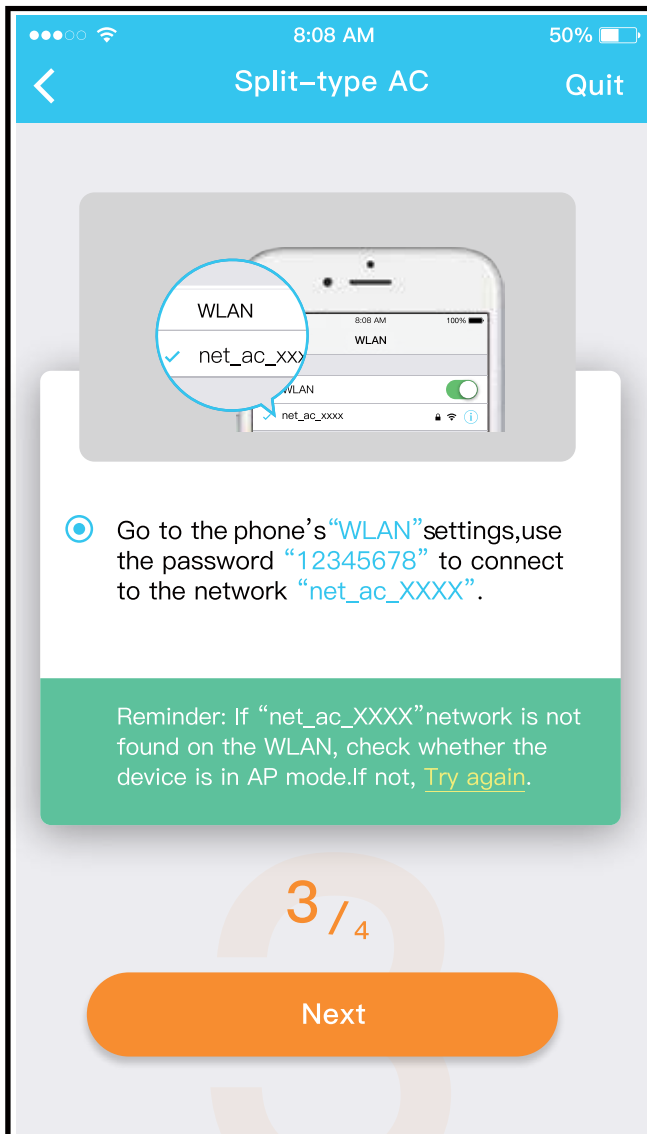 8:08 AM
50%
Split-type AC
Quit
8:08 AM
100%
WLAN
WLAN
net_ac_xxx
WLAN
net_ac_xxxx
Go to the phone's“WLAN”settings,use
the password “12345678” to connect
to the network “net_ac_XXXX”.
Reminder: If “net_ac_XXXX”network is not
found on the WLAN, check whether the
device is in AP mode.If not, Try again.
3/4
Next
3